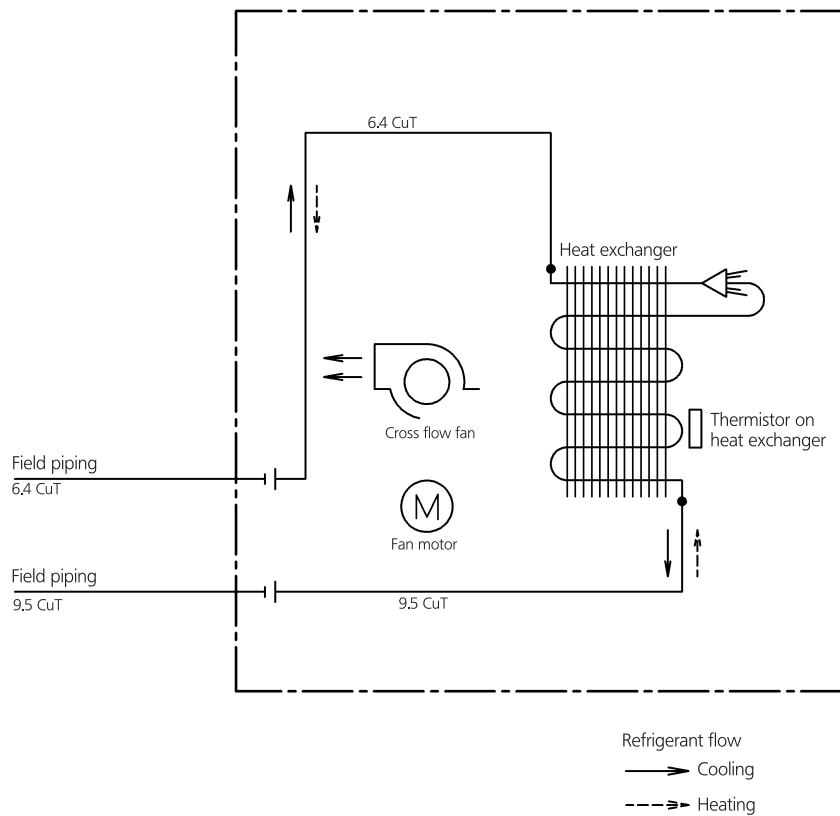 6.4 CuT
Heat exchanger
Thermistor on
heat exchanger
Cross flow fan
Field piping
6.4 CuT
M
Fan motor
Field piping
9.5 CuT
9.5 CuT
Refrigerant flow
Cooling
Heating